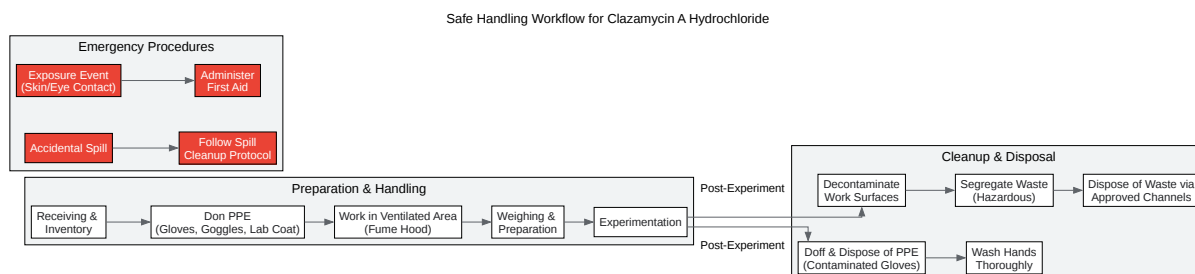 Safe Handling Workflow for Clazamycin A Hydrochloride
Emergency Procedures
Exposure Event
(Skin/Eye Contact)
Administer
First Aid
Accidental Spill
Follow Spill
Cleanup Protocol
Preparation & Handling
Receiving &
Inventory
Don PPE
(Gloves, Goggles, Lab Coat)
Work in Ventilated Area
(Fume Hood)
Weighing &
Preparation
Experimentation
Post-Experiment
Post-Experiment
Cleanup & Disposal
Decontaminate
Work Surfaces
Segregate Waste
(Hazardous)
Dispose of Waste via
Approved Channels
Doff & Dispose of PPE
(Contaminated Gloves)
Wash Hands
Thoroughly